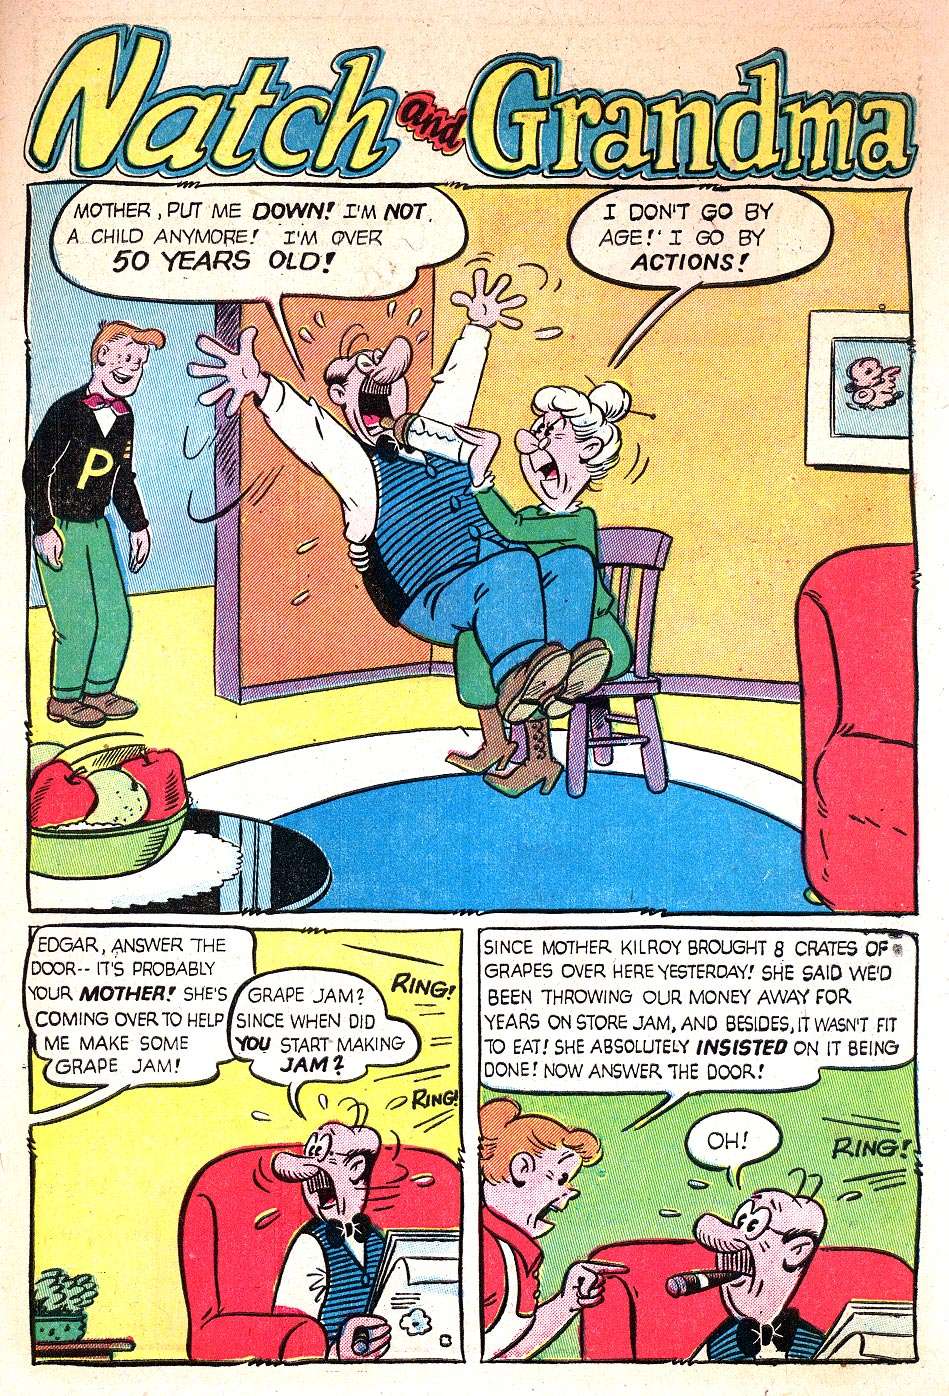 Natch and Grandma
MOTHER, PUT ME DOWN! I'M NOT
A CHILD ANYMORE! I'M OVER
50 YEARS OLD!
I DON'T GO BY
AGE! I GO BY
ACTIONS!
P
EDGAR, ANSWER THE
DOOR-- IT'S PROBABLY
YOUR MOTHER! SHE'S
COMING OVER TO HELP
ME MAKE SOME
GRAPE JAM!
GRAPE JAM?
SINCE WHEN DID
YOU START MAKING
JAM?
RING!
RING!
SINCE MOTHER KILROY BROUGHT 8 CRATES OF
GRAPES OVER HERE YESTERDAY! SHE SAID WE'D
BEEN THROWING OUR MONEY AWAY FOR
YEARS ON STORE JAM, AND BESIDES, IT WASN'T FIT
TO EAT! SHE ABSOLUTELY INSISTED ON IT BEING
DONE! NOW ANSWER THE DOOR!
OH!
RING!